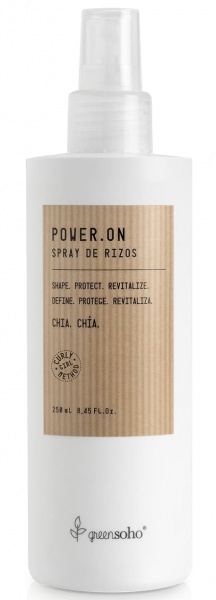 POWER.ON
SPRAY DE RIZOS
SHAPE. PROTECT. REVITALIZE.
DEFINE. PROTEGE. REVITALIZA.
CHIA. CHÍA.
CURLY
GIRL
METHOD
250 mL 8.45 FL.Oz.
greensoho®